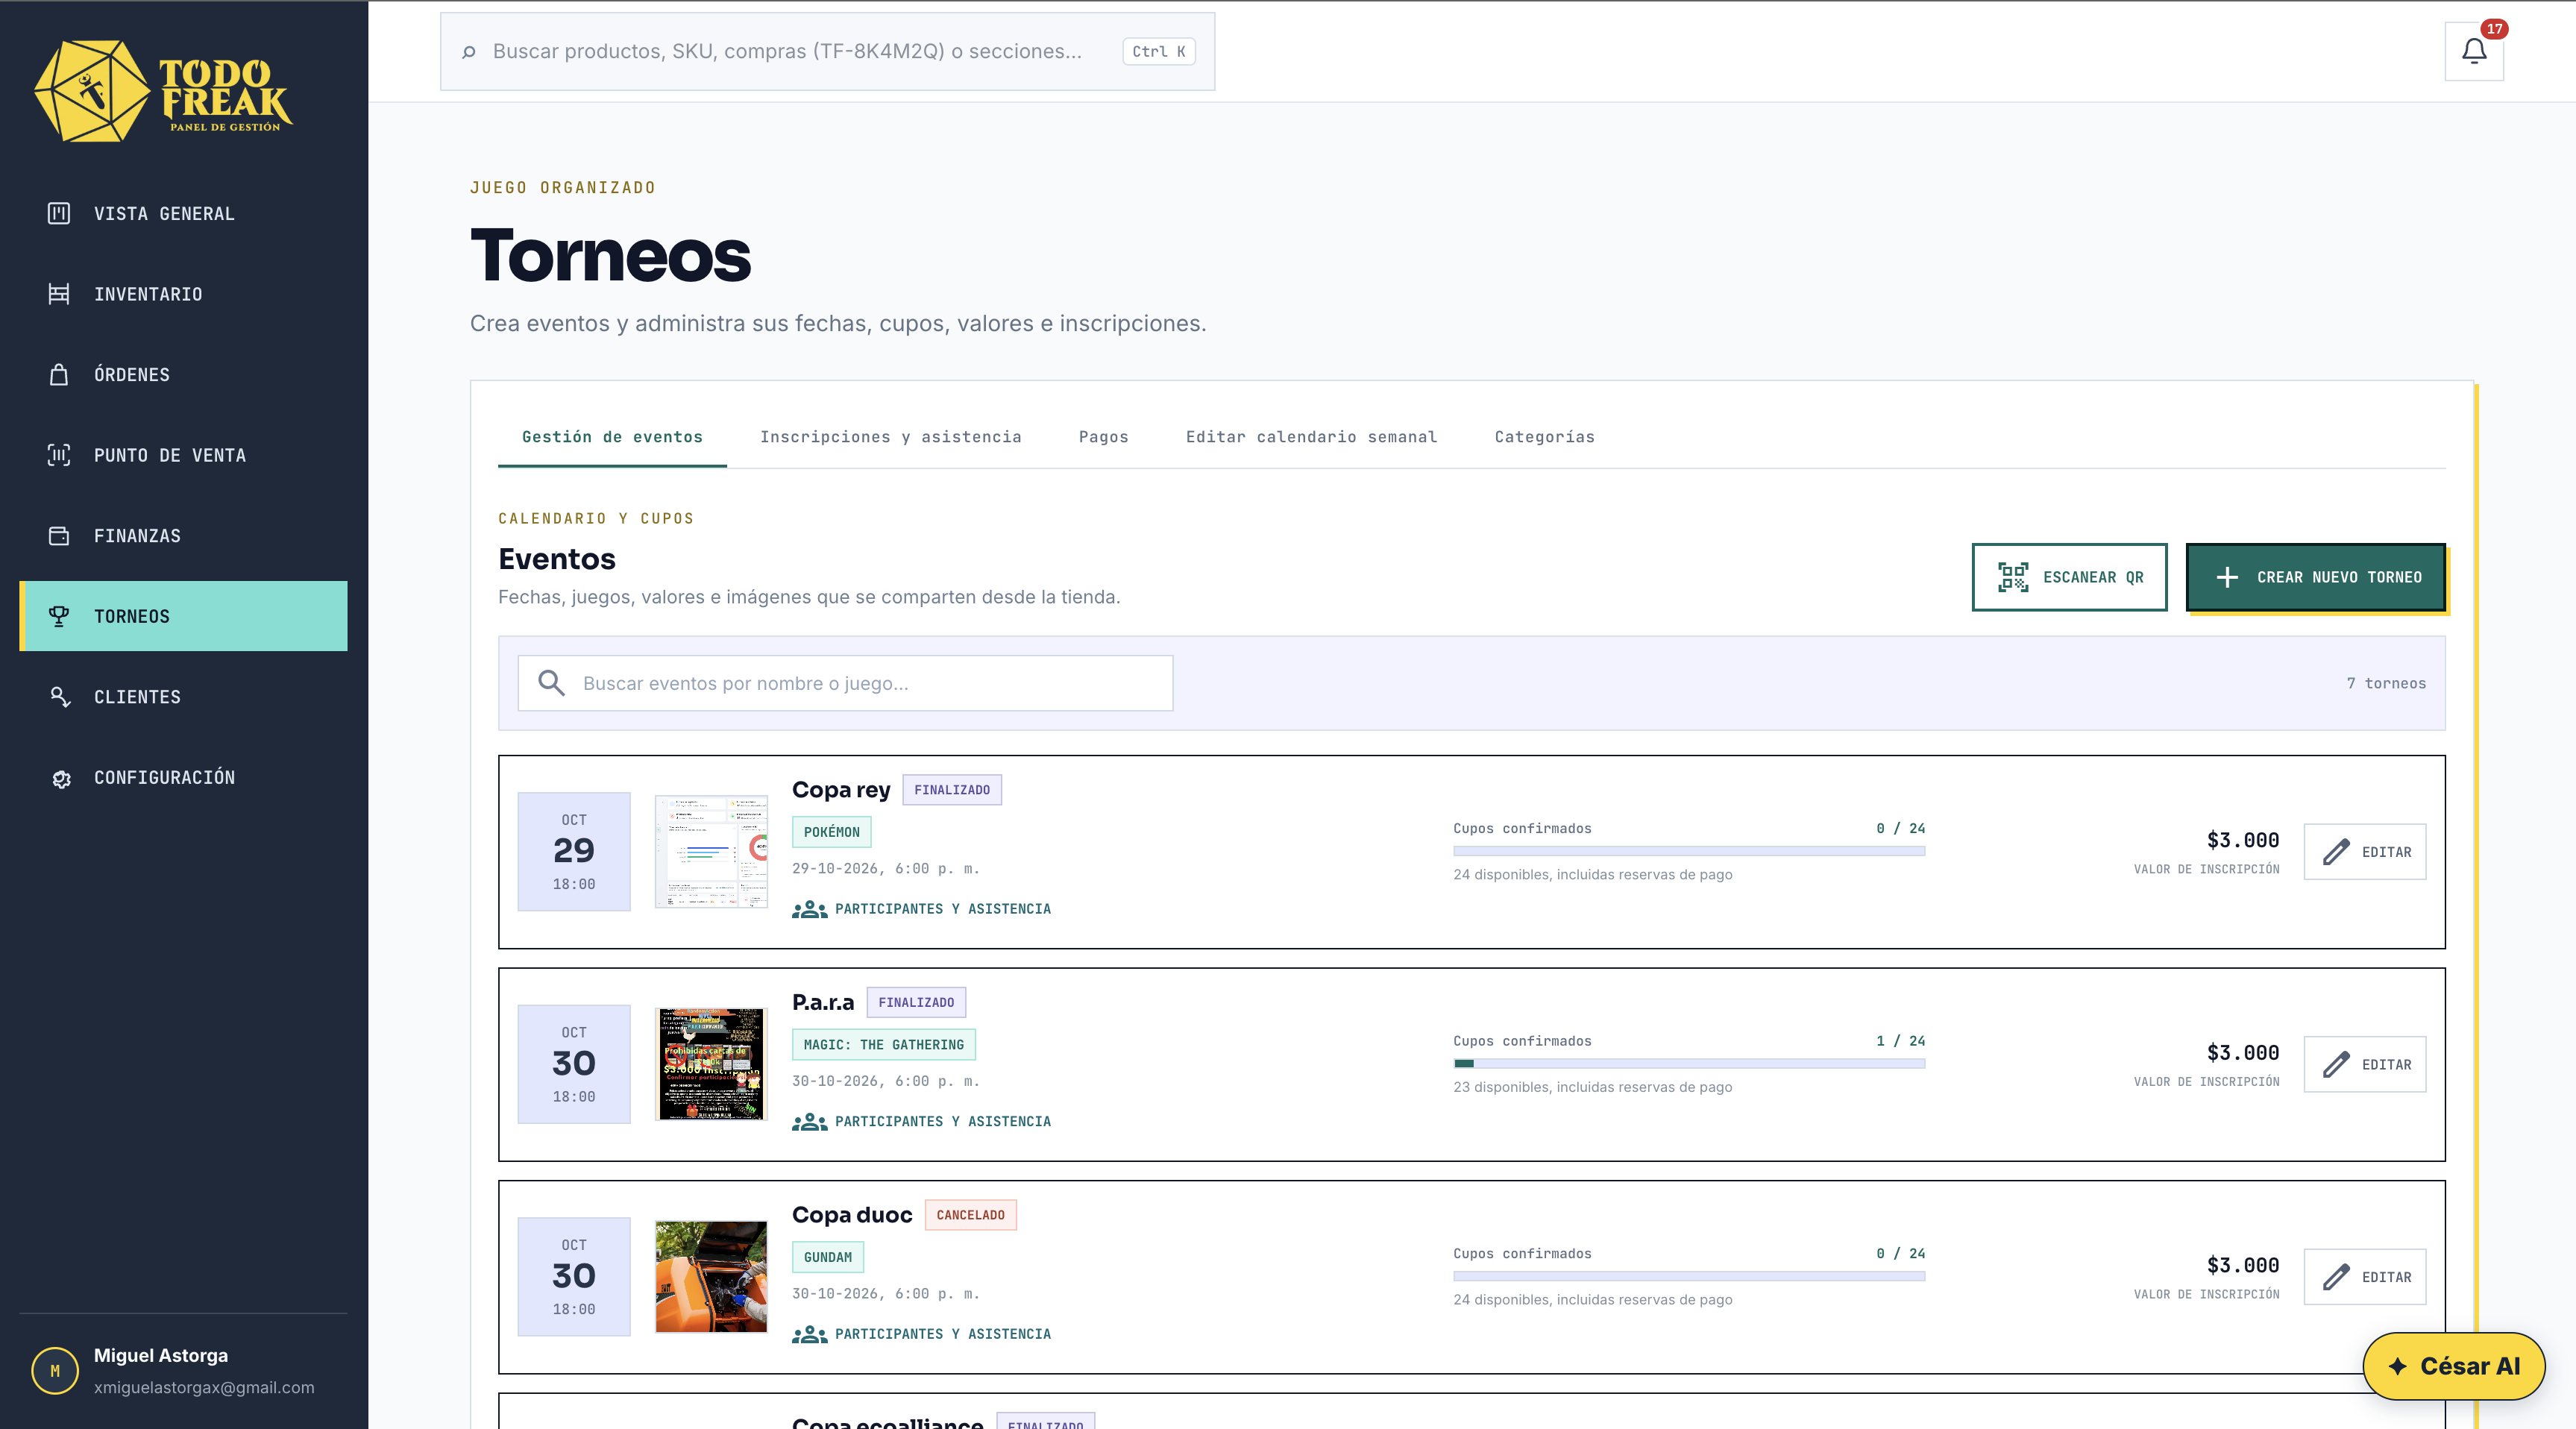 TODO
FREAK
PANEL DE GESTIÓN
Buscar productos, SKU, compras (TF-8K4M2Q) o secciones...
Ctrl K
17
VISTA GENERAL
INVENTARIO
ÓRDENES
PUNTO DE VENTA
FINANZAS
TORNEOS
CLIENTES
CONFIGURACIÓN
Miguel Astorga
M
xmiguelastorgax@gmail.com
JUEGO ORGANIZADO
Torneos
Crea eventos y administra sus fechas, cupos, valores e inscripciones.
Gestión de eventos
Inscripciones y asistencia
Pagos
Editar calendario semanal
Categorías
CALENDARIO Y CUPOS
Eventos
Fechas, juegos, valores e imágenes que se comparten desde la tienda.
ESCANEAR QR
CREAR NUEVO TORNEO
Buscar eventos por nombre o juego...
7 torneos
OCT
29
18:00
Copa rey
FINALIZADO
POKÉMON
29-10-2026, 6:00 p. m.
PARTICIPANTES Y ASISTENCIA
Cupos confirmados
0 / 24
24 disponibles, incluidas reservas de pago
$3.000
VALOR DE INSCRIPCIÓN
EDITAR
OCT
30
18:00
Prohibidas cartas de
P.a.r.a
FINALIZADO
MAGIC: THE GATHERING
30-10-2026, 6:00 p. m.
PARTICIPANTES Y ASISTENCIA
Cupos confirmados
1 / 24
23 disponibles, incluidas reservas de pago
$3.000
VALOR DE INSCRIPCIÓN
EDITAR
OCT
30
18:00
Copa duoc
CANCELADO
GUNDAM
30-10-2026, 6:00 p. m.
PARTICIPANTES Y ASISTENCIA
Cupos confirmados
0 / 24
24 disponibles, incluidas reservas de pago
$3.000
VALOR DE INSCRIPCIÓN
EDITAR
Copa ecoalliance
FINALIZADO
César AI